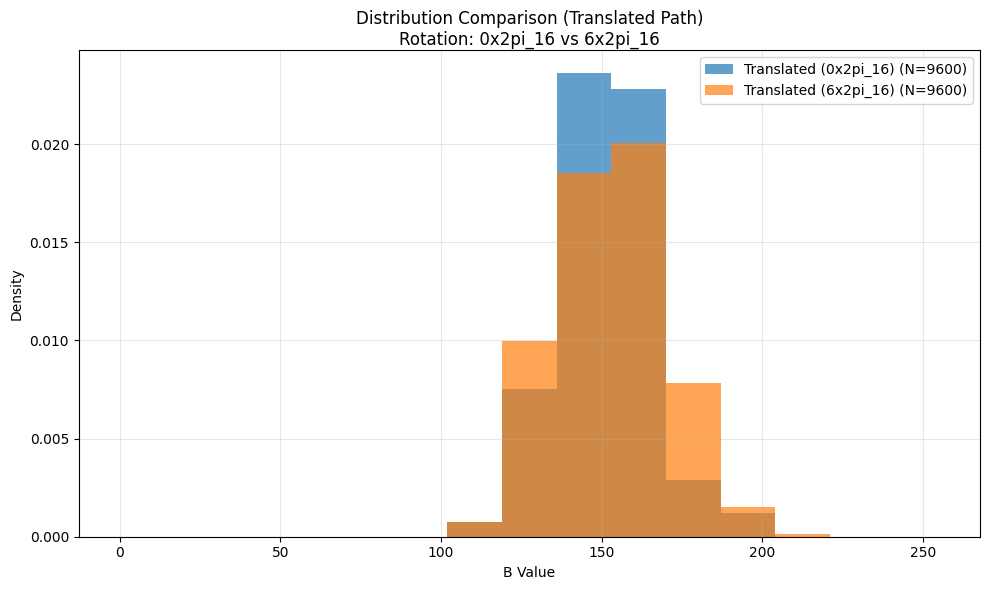 Distribution Comparison (Translated Path)
Rotation: 0x2pi_16 vs 6x2pi_16
Translated (0x2pi_16) (N=9600)
Translated (6x2pi_16) (N=9600)
Density
0.020
0.015
0.010
0.005
0.000
0 50 100 150 200 250
B Value